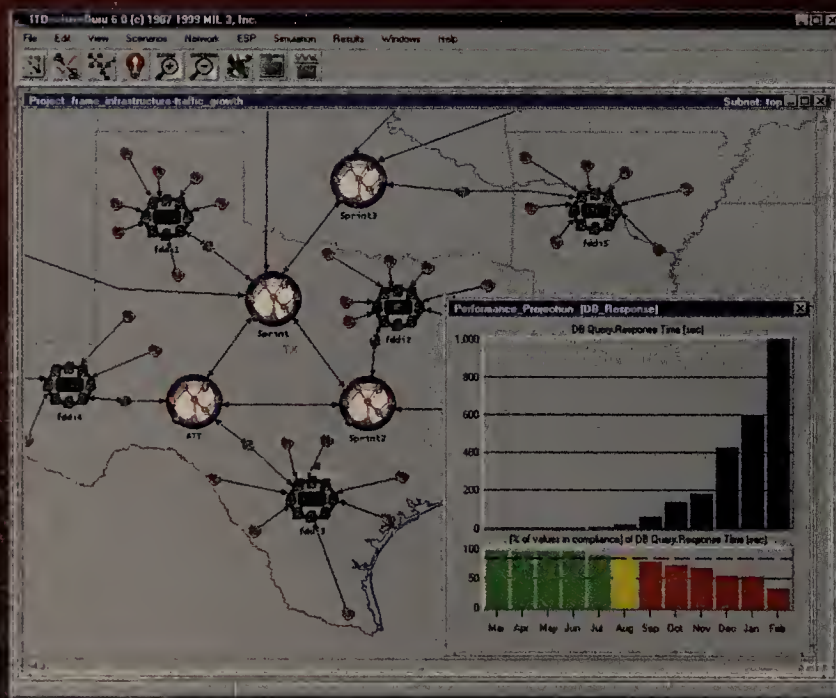 6.0 (c) 1987-1999 MIL 3, Inc.
File Edit View Scenarios Network ESP Simulation Results Windows Help
Project: frame_infrastructure-traffic_growth Subnet: top
Sprint3
fddi1
fddi5
Sprint
TX
fddi2
fddi4
ATT
Sprint2
fddi3
Performance_Projection [DB_Response]
DB Query.Response Time (sec)
1,000
800
600
400
200
0
[% of values in compliance] of DB Query.Response Time (sec)
100
50
0
Mar Apr May Jun Jul Aug Sep Oct Nov Dec Jan Feb